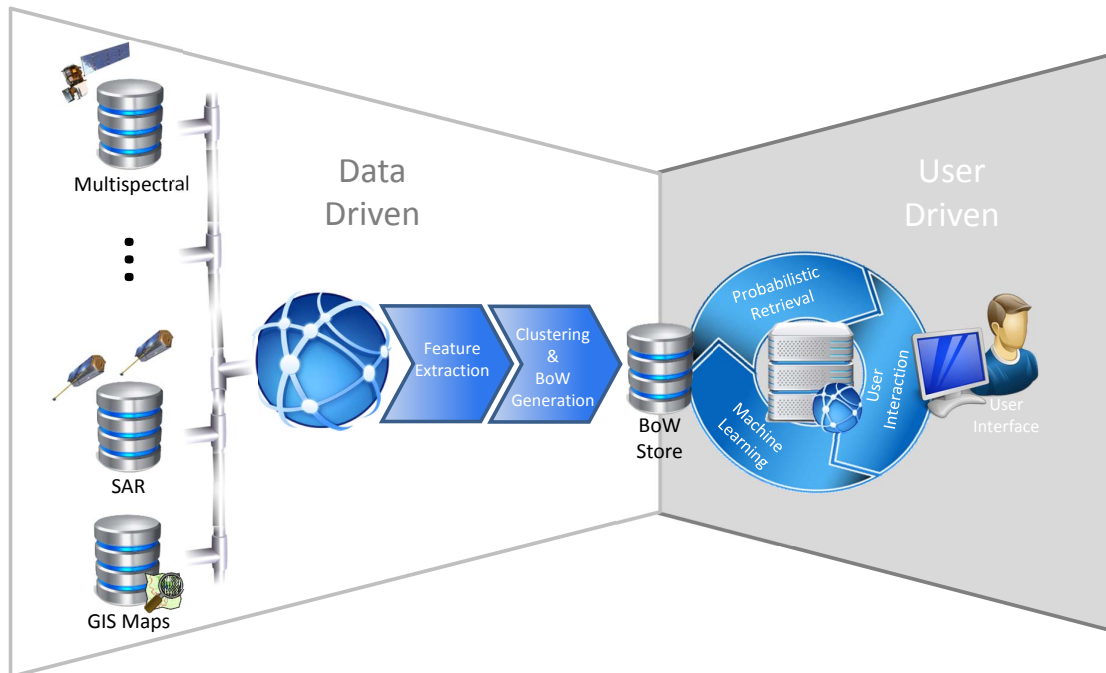 Data
Driven
User
Driven
Multispectral
SAR
GIS Maps
Feature
Extraction
Clustering
&
BoW
Generation
BoW
Store
Probabilistic
Retrieval
User
Interaction
Machine
Learning
User
Interface